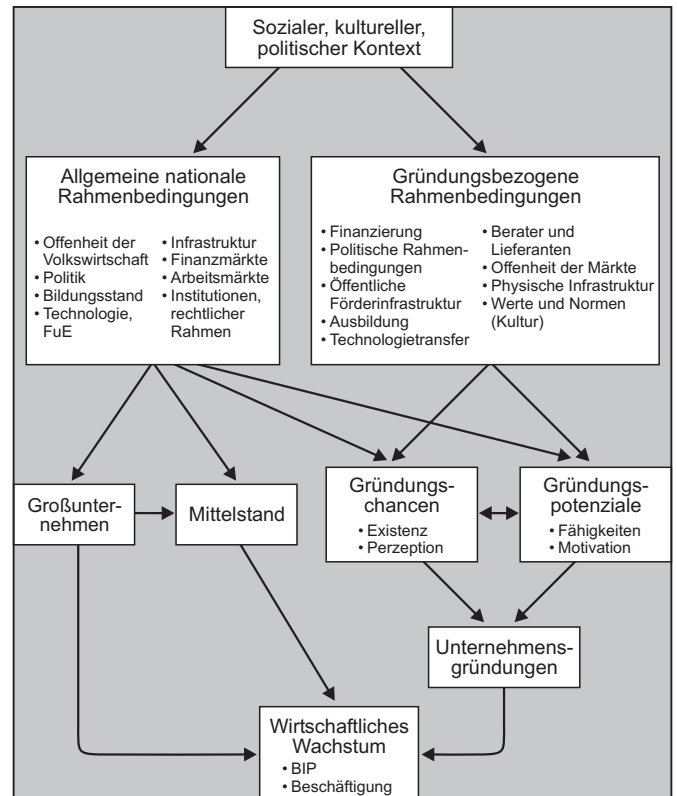 Sozialer, kultureller,
politischer Kontext
Allgemeine nationale
Rahmenbedingungen
• Offenheit der
Volkswirtschaft
• Politik
• Bildungsstand
• Technologie,
FuE
• Infrastruktur
• Finanzmärkte
• Arbeitsmärkte
• Institutionen,
rechtlicher
Rahmen
Gründungsbezogene
Rahmenbedingungen
• Finanzierung
• Politische Rahmen-
bedingungen
• Öffentliche
Förderinfrastruktur
• Ausbildung
• Technologietransfer
• Berater und
Lieferanten
• Offenheit der Märkte
• Physische Infrastruktur
• Werte und Normen
(Kultur)
Großunter-
nehmen
Mittelstand
Gründungs-
chancen
• Existenz
• Perzeption
Gründungs-
potenziale
• Fähigkeiten
• Motivation
Unternehmens-
gründungen
Wirtschaftliches
Wachstum
• BIP
• Beschäftigung